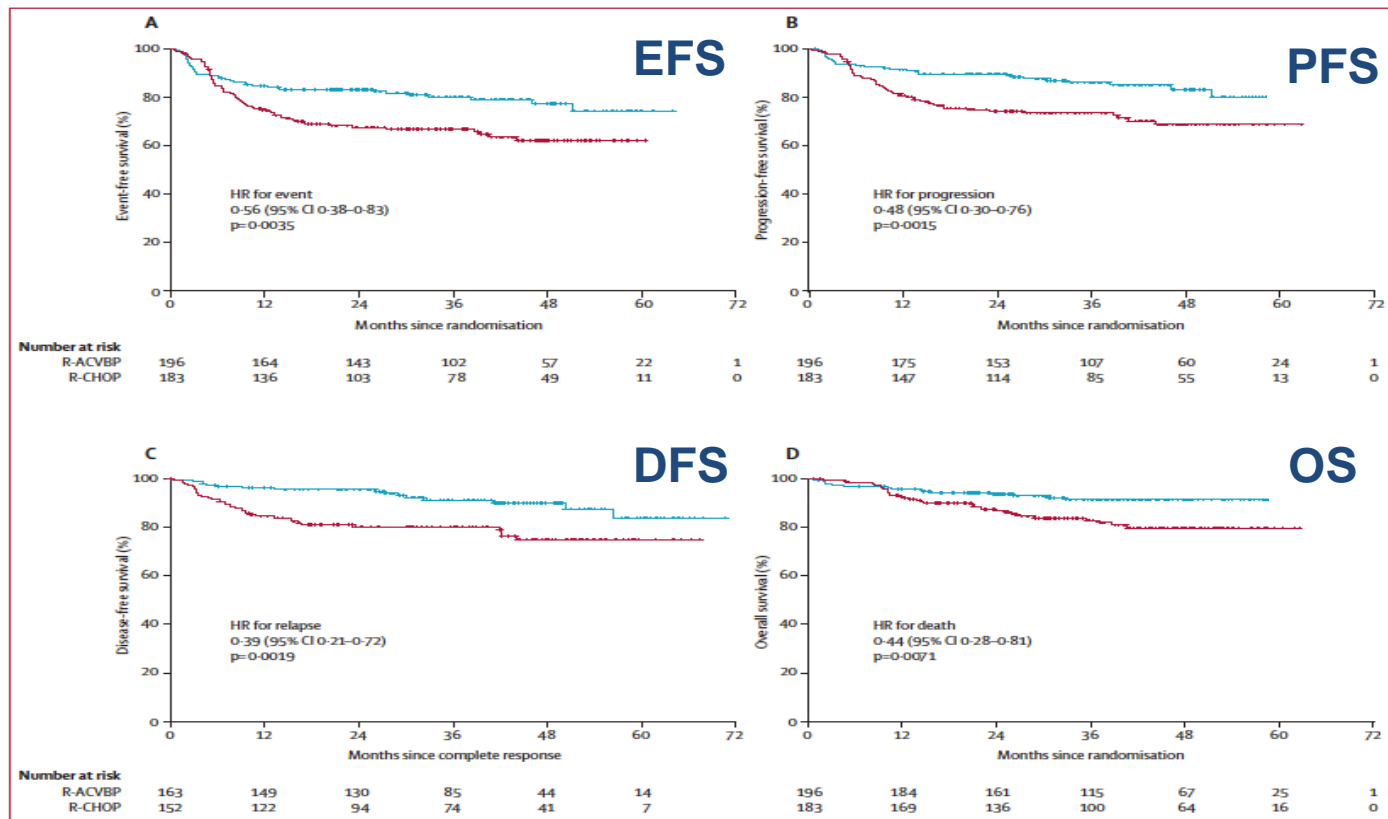 A
EFS
100
80
60
40
20
0
Event-free survival (%)
HR for event
0·56 (95% CI 0·38–0·83)
p=0·0035
0 12 24 36 48 60 72
Months since randomisation
Number at risk
R-ACVBP 196 164 143 102 57 22 1
R-CHOP 183 136 103 78 49 11 0
B
PFS
100
80
60
40
20
0
Progression-free survival (%)
HR for progression
0·48 (95% CI 0·30–0·76)
p=0·0015
0 12 24 36 48 60 72
Months since randomisation
196 175 153 107 60 24 1
183 147 114 85 55 13 0
C
DFS
100
80
60
40
20
0
Disease-free survival (%)
HR for relapse
0·39 (95% CI 0·21–0·72)
p=0·0019
0 12 24 36 48 60 72
Months since complete response
Number at risk
R-ACVBP 163 149 130 85 44 14
R-CHOP 152 122 94 74 41 7
D
OS
100
80
60
40
20
0
Overall survival (%)
HR for death
0·44 (95% CI 0·28–0·81)
p=0·0071
0 12 24 36 48 60 72
Months since randomisation
196 184 161 115 67 25 1
183 169 136 100 64 16 0